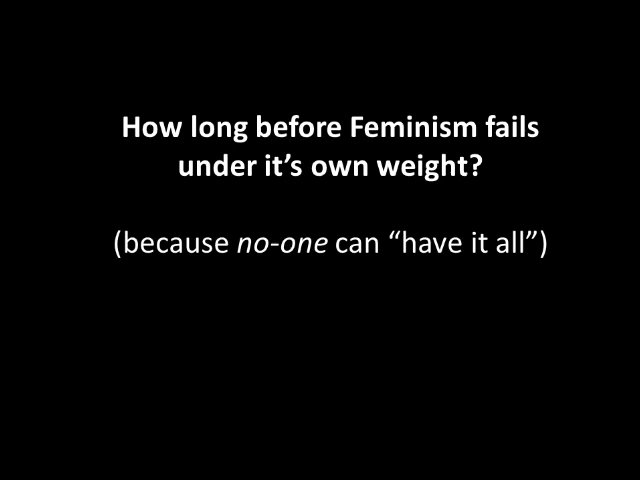 How long before Feminism fails
under it’s own weight?
(because no-one can “have it all”)